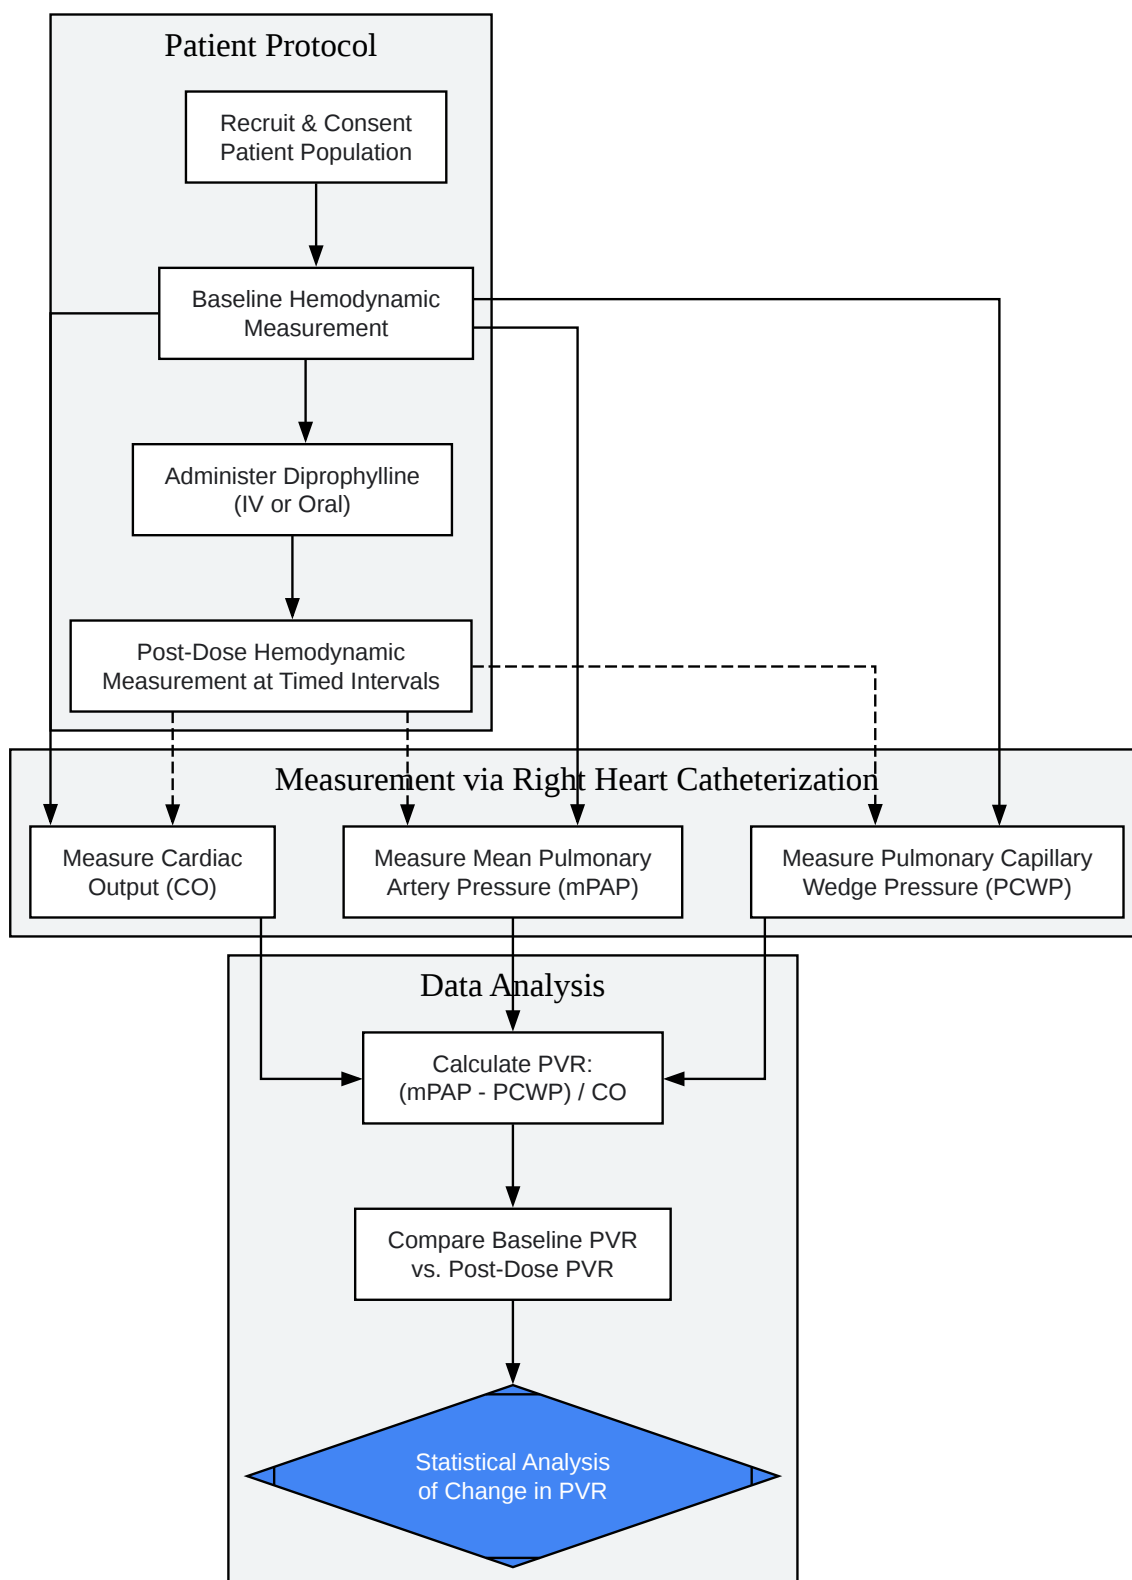 Patient Protocol
Recruit & Consent
Patient Population
Baseline Hemodynamic
Measurement
Administer Diprophylline
(IV or Oral)
Post-Dose Hemodynamic
Measurement at Timed Intervals
Measurement via Right Heart Catheterization
Measure Cardiac
Output (CO)
Measure Mean Pulmonary
Artery Pressure (mPAP)
Measure Pulmonary Capillary
Wedge Pressure (PCWP)
Data Analysis
Calculate PVR:
(mPAP - PCWP) / CO
Compare Baseline PVR
vs. Post-Dose PVR
Statistical Analysis
of Change in PVR